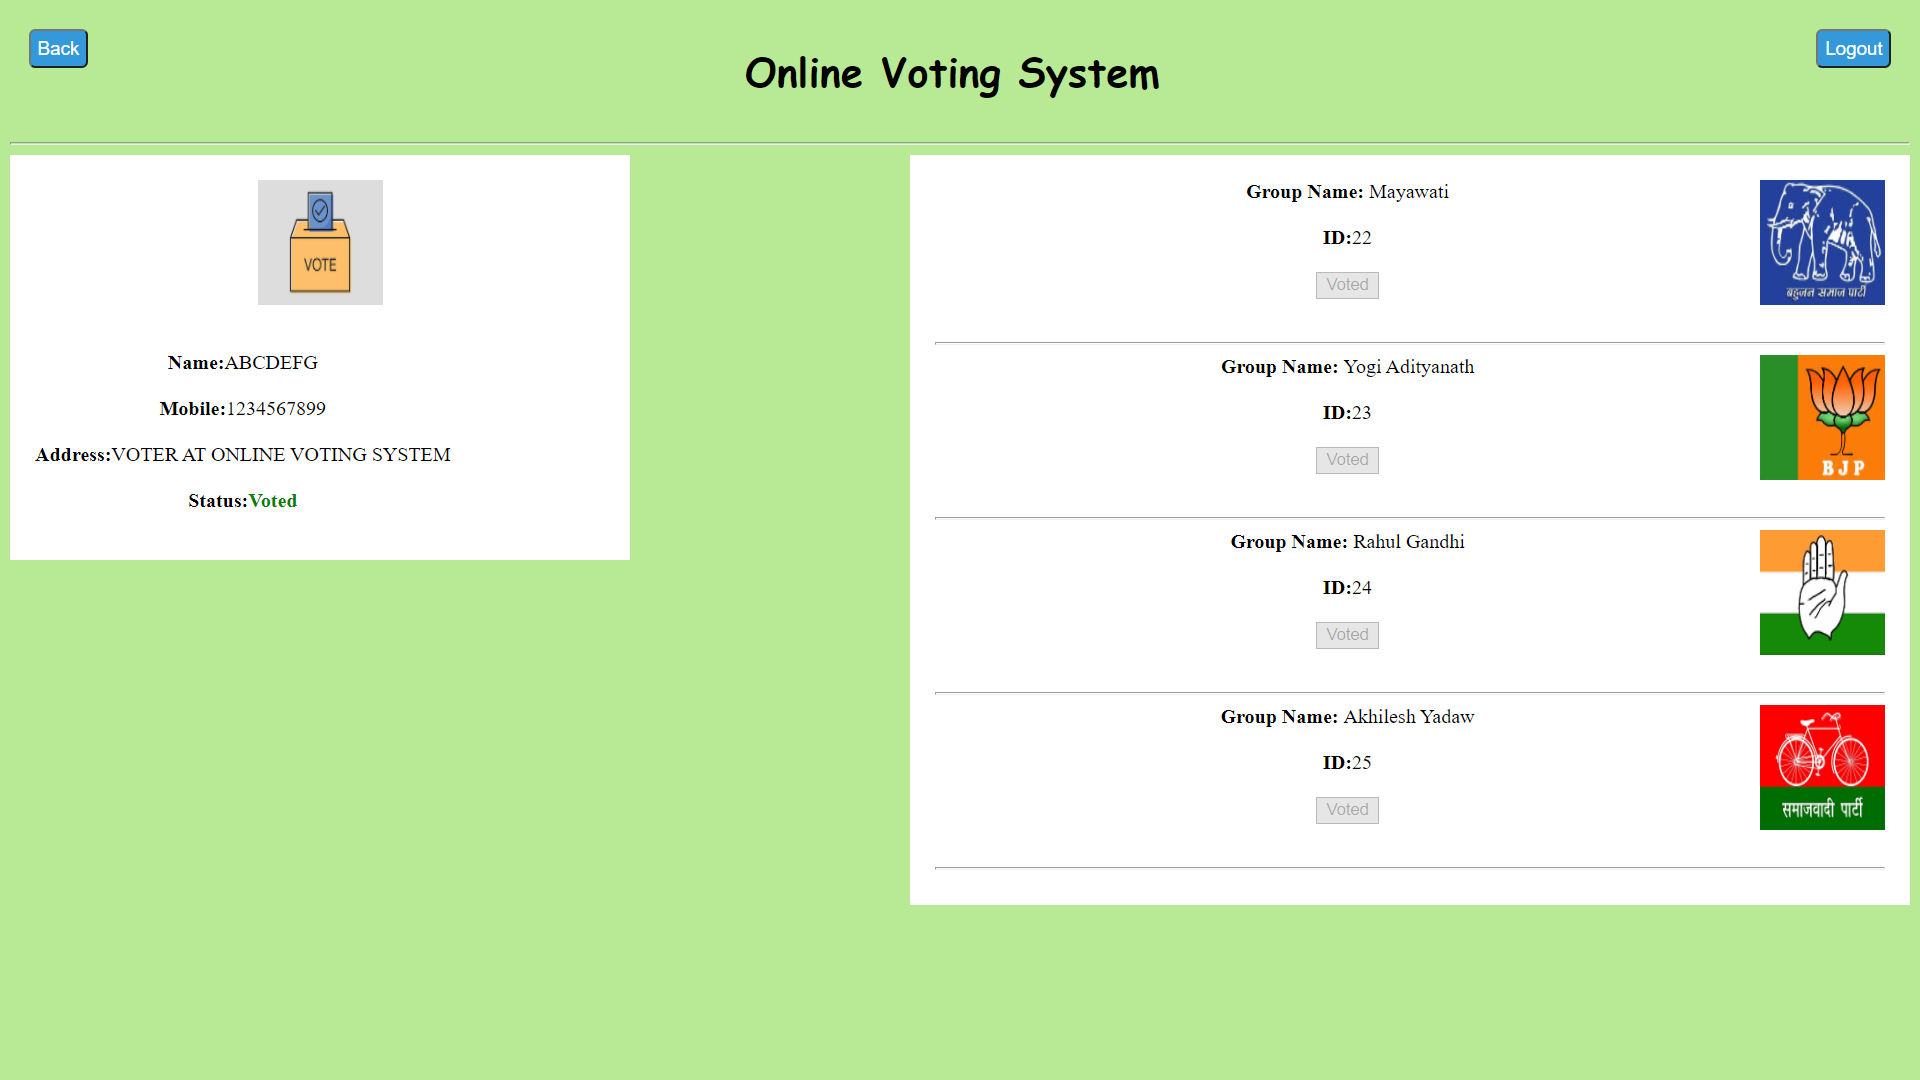 Back
Logout
Online Voting System
VOTE
Name:ABCDEFG
Mobile:1234567899
Address:VOTER AT ONLINE VOTING SYSTEM
Status:Voted
Group Name: Mayawati
ID:22
Voted
बहुजन समाज पार्टी
Group Name: Yogi Adityanath
ID:23
Voted
BJP
Group Name: Rahul Gandhi
ID:24
Voted
Group Name: Akhilesh Yadaw
ID:25
Voted
समाजवादी पार्टी